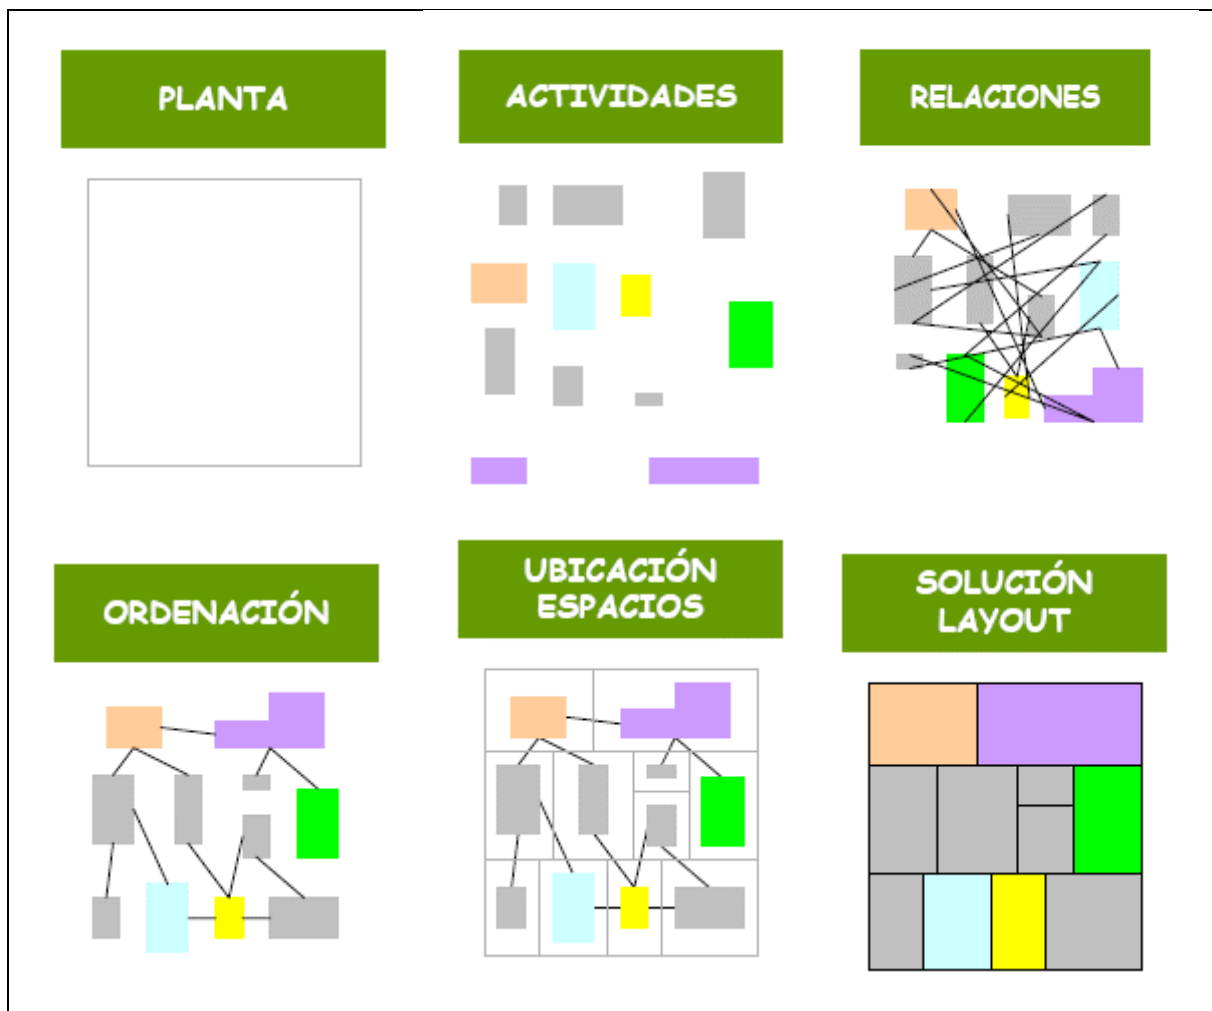 PLANTA
ACTIVIDADES
RELACIONES
ORDENACIÓN
UBICACIÓN
ESPACIOS
SOLUCIÓN
LAYOUT